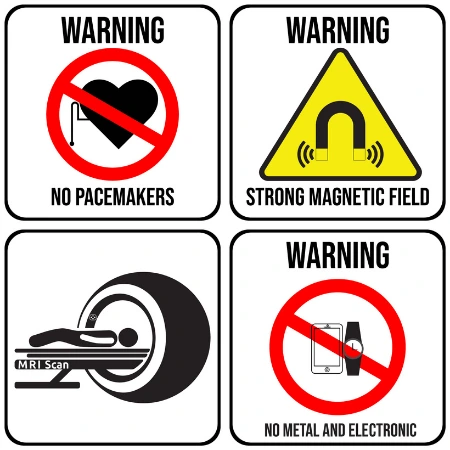 WARNING
NO PACEMAKERS
WARNING
STRONG MAGNETIC FIELD
MRI Scan
WARNING
NO METAL AND ELECTRONIC